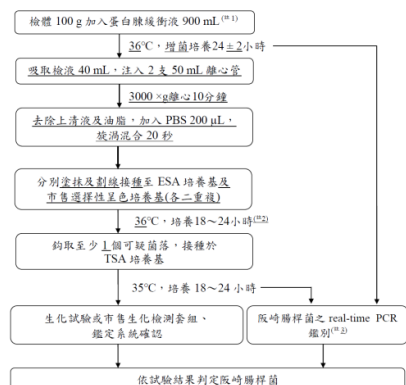 檢體 100 g 加入蛋白腖緩衝液 900 mL(註1)
36°C，增菌培養24±2小時
吸取檢液 40 mL，注入 2 支 50 mL 離心管
3000 ×g離心10分鐘
去除上清液及油脂，加入 PBS 200 μL，
旋渦混合 20 秒
分別塗抹及劃線接種至 ESA 培養基及
市售選擇性呈色培養基(各二重複)
36°C，培養18～24小時(註2)
鈎取至少 1 個可疑菌落，接種於
TSA 培養基
35°C，培養 18～24 小時
生化試驗或市售生化檢測套組、
鑑定系統確認
阪崎腸桿菌之 real-time PCR
鑑別(註3)
依試驗結果判定阪崎腸桿菌